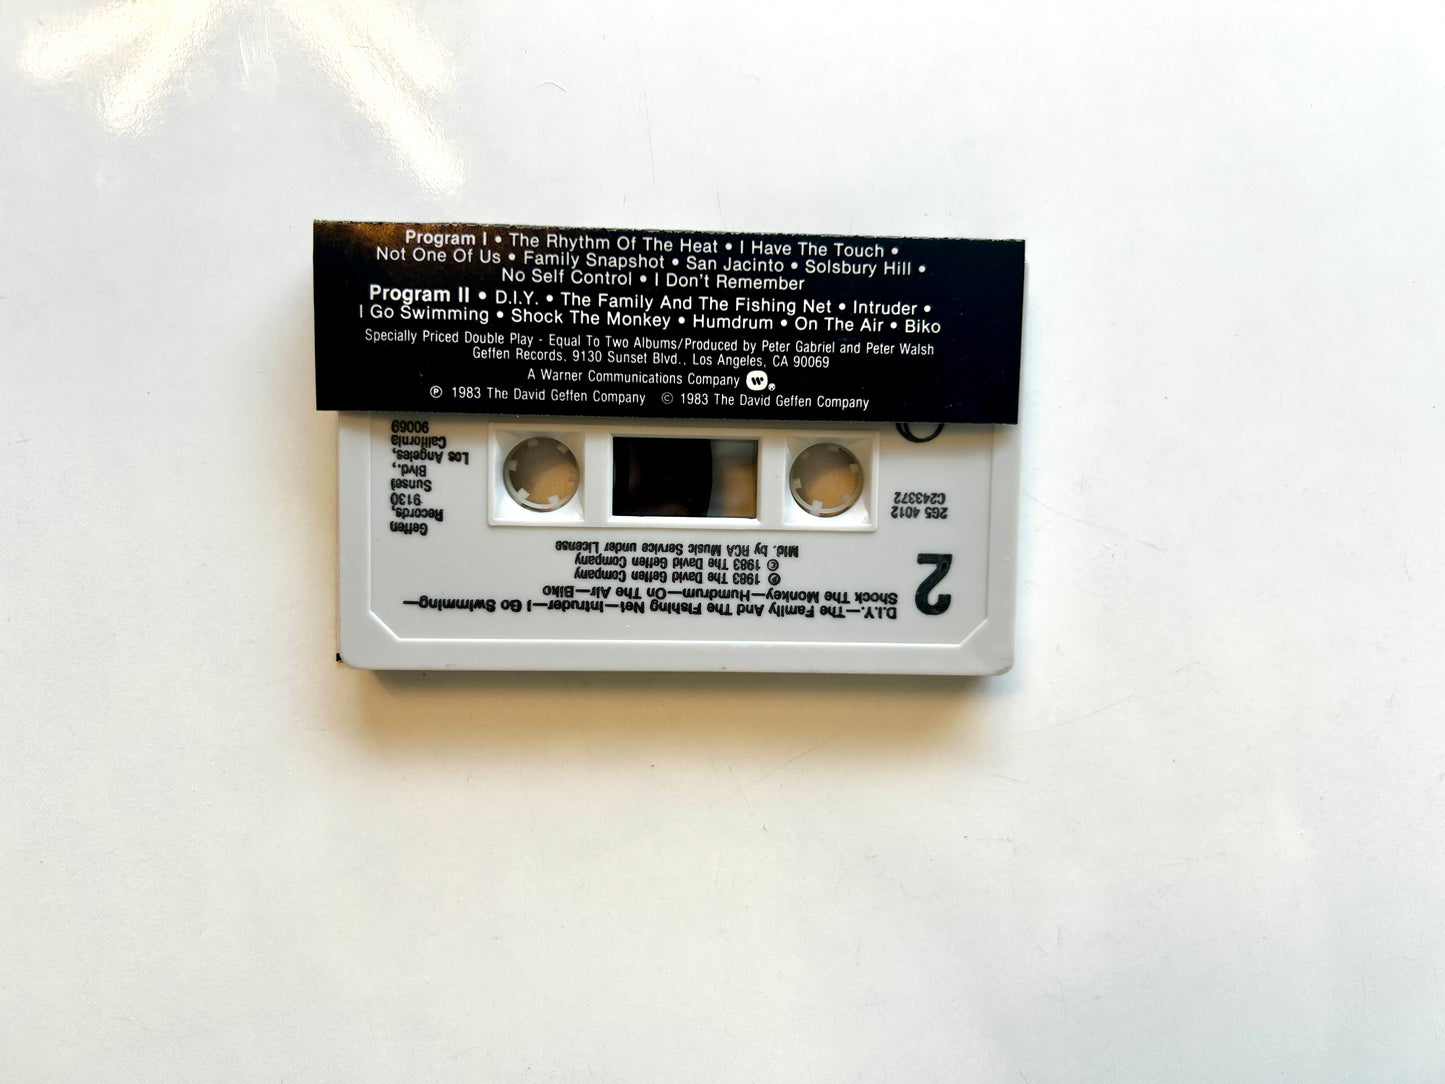 Program I • The Rhythm Of The Heat • I Have The Touch •
Not One Of Us • Family Snapshot • San Jacinto • Solsbury Hill •
No Self Control • I Don't Remember
Program II • D.I.Y. • The Family And The Fishing Net • Intruder •
I Go Swimming • Shock The Monkey • Humdrum • On The Air • Biko
Specially Priced Double Play - Equal To Two Albums/Produced by Peter Gabriel and Peter Walsh
Geffen Records, 9130 Sunset Blvd., Los Angeles, CA 90069
A Warner Communications Company W ®
℗ 1983 The David Geffen Company © 1983 The David Geffen Company
2
D.I.Y.—The Family And The Fishing Net—Intruder—I Go Swimming—
Shock The Monkey—Humdrum—On The Air—Biko
℗ 1983 The David Geffen Company
© 1983 The David Geffen Company
Mfd. by RCA Music Service under License
2G5 4012
C243372
Geffen
Records,
9130
Sunset
Blvd.,
Los Angeles,
California
90069